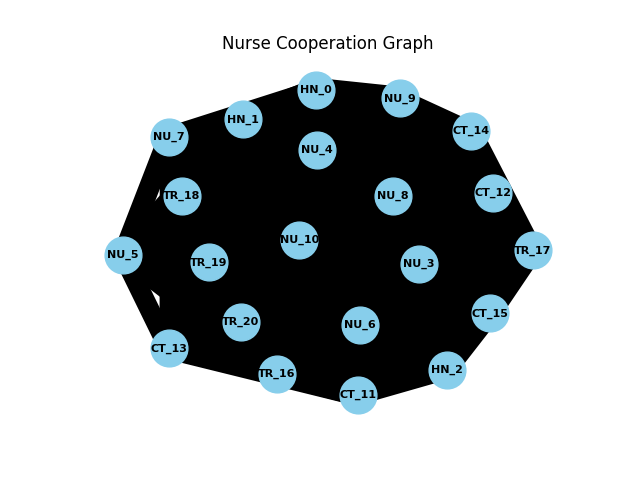 Nurse Cooperation Graph
HN_0
NU_9
HN_1
CT_14
NU_7
NU_4
TR_18
NU_8
CT_12
NU_10
TR_17
NU_5
TR_19
NU_3
CT_15
TR_20
NU_6
CT_13
HN_2
TR_16
CT_11